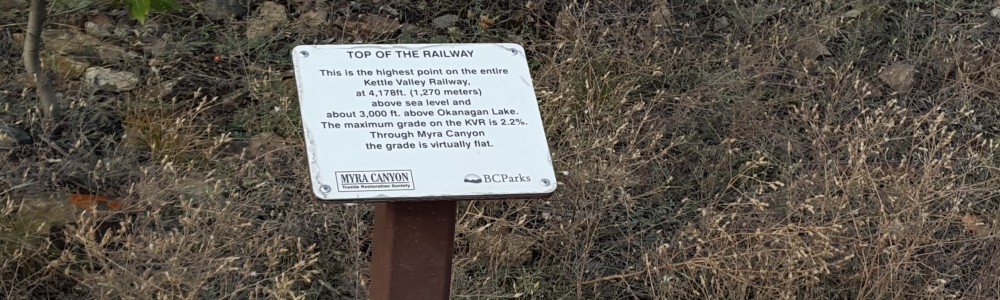 TOP OF THE RAILWAY
This is the highest point on the entire
Kettle Valley Railway,
at 4,178ft. (1,270 meters)
above sea level and
about 3,000 ft. above Okanagan Lake.
The maximum grade on the KVR is 2.2%.
Through Myra Canyon
the grade is virtually flat.
MYRA CANYON
Trestle Restoration Society
BCParks